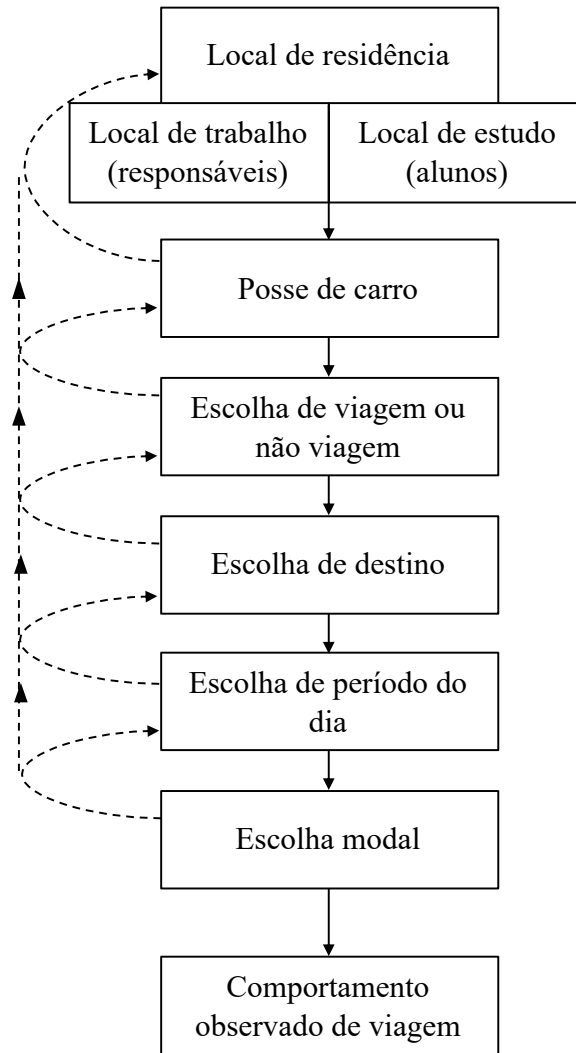 Local de residência
Local de trabalho
(responsáveis)
Local de estudo
(alunos)
Posse de carro
Escolha de viagem ou
não viagem
Escolha de destino
Escolha de período do
dia
Escolha modal
Comportamento
observado de viagem